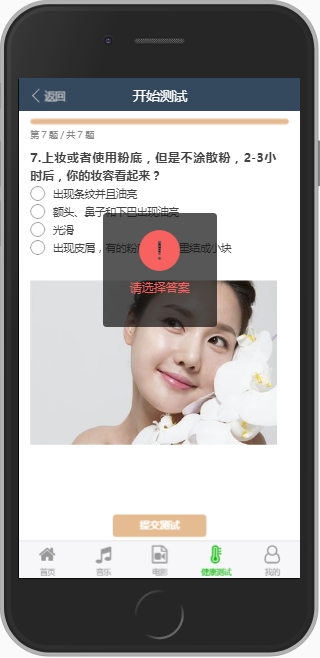 返回
开始测试
第 7 题 / 共 7 题
7.上妆或者使用粉底，但是不涂散粉，2-3小
时后，你的妆容看起来？
出现条纹并且油亮
额头、鼻子和下巴出现油亮
光滑
出现皮屑，有的粉底
里结成小块
请选择答案
提交测试
首页
音乐
电影
健康测试
我的